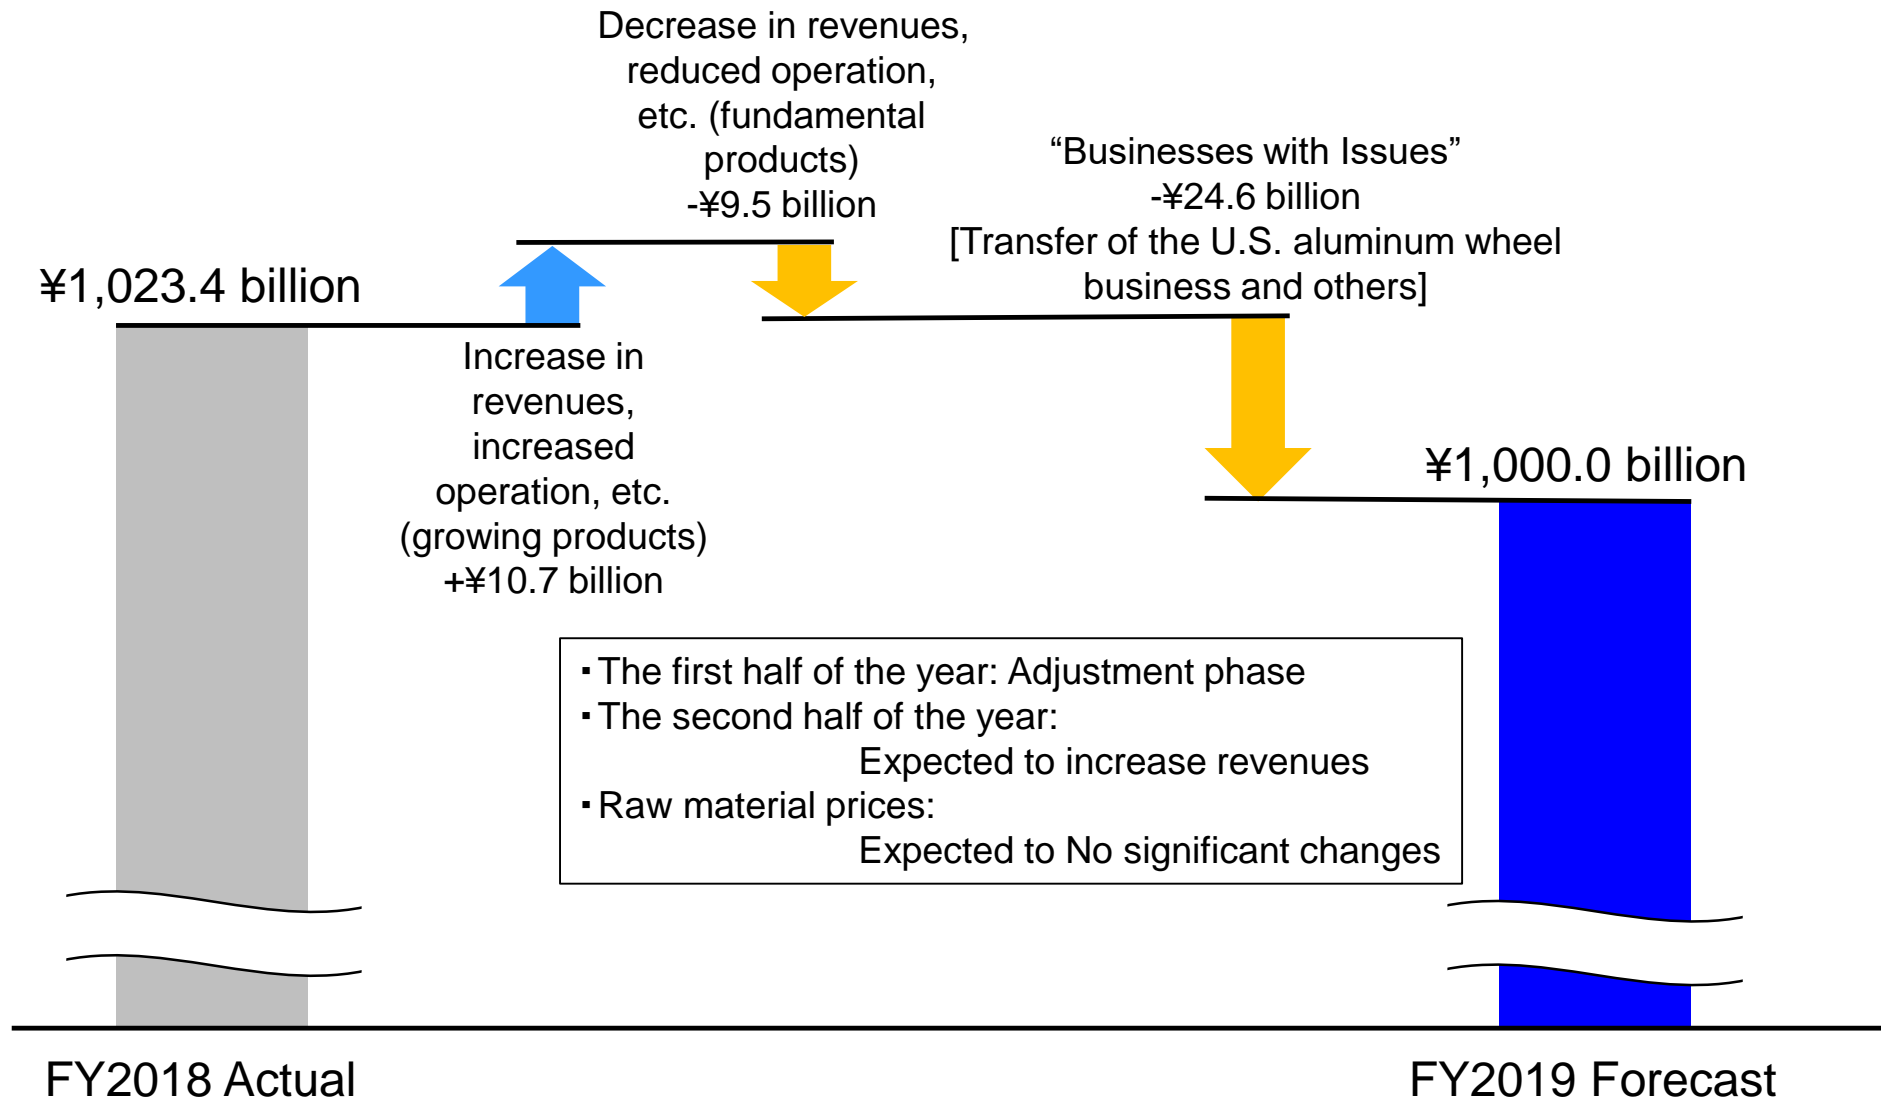 Decrease in revenues,
reduced operation,
etc. (fundamental
products)
-¥9.5 billion
“Businesses with Issues”
-¥24.6 billion
[Transfer of the U.S. aluminum wheel
business and others]
¥1,023.4 billion
Increase in
revenues,
increased
operation, etc.
(growing products)
+¥10.7 billion
¥1,000.0 billion
・The first half of the year: Adjustment phase
・The second half of the year:
Expected to increase revenues
・Raw material prices:
Expected to No significant changes
FY2018 Actual
FY2019 Forecast